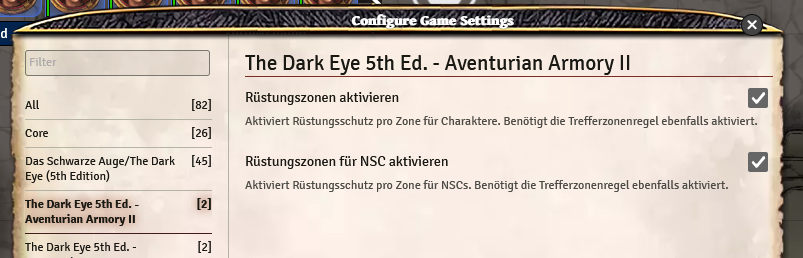 Configure Game Settings
d
Filter
All [82]
Core [26]
Das Schwarze Auge/The Dark [45]
Eye (5th Edition)
The Dark Eye 5th Ed. - [2]
Aventurian Armory II
The Dark Eye 5th Ed. - [2]
The Dark Eye 5th Ed. - Aventurian Armory II
Rüstungszonen aktivieren
Aktiviert Rüstungsschutz pro Zone für Charaktere. Benötigt die Trefferzonenregel ebenfalls aktiviert.
Rüstungszonen für NSC aktivieren
Aktiviert Rüstungsschutz pro Zone für NSCs. Benötigt die Trefferzonenregel ebenfalls aktiviert.